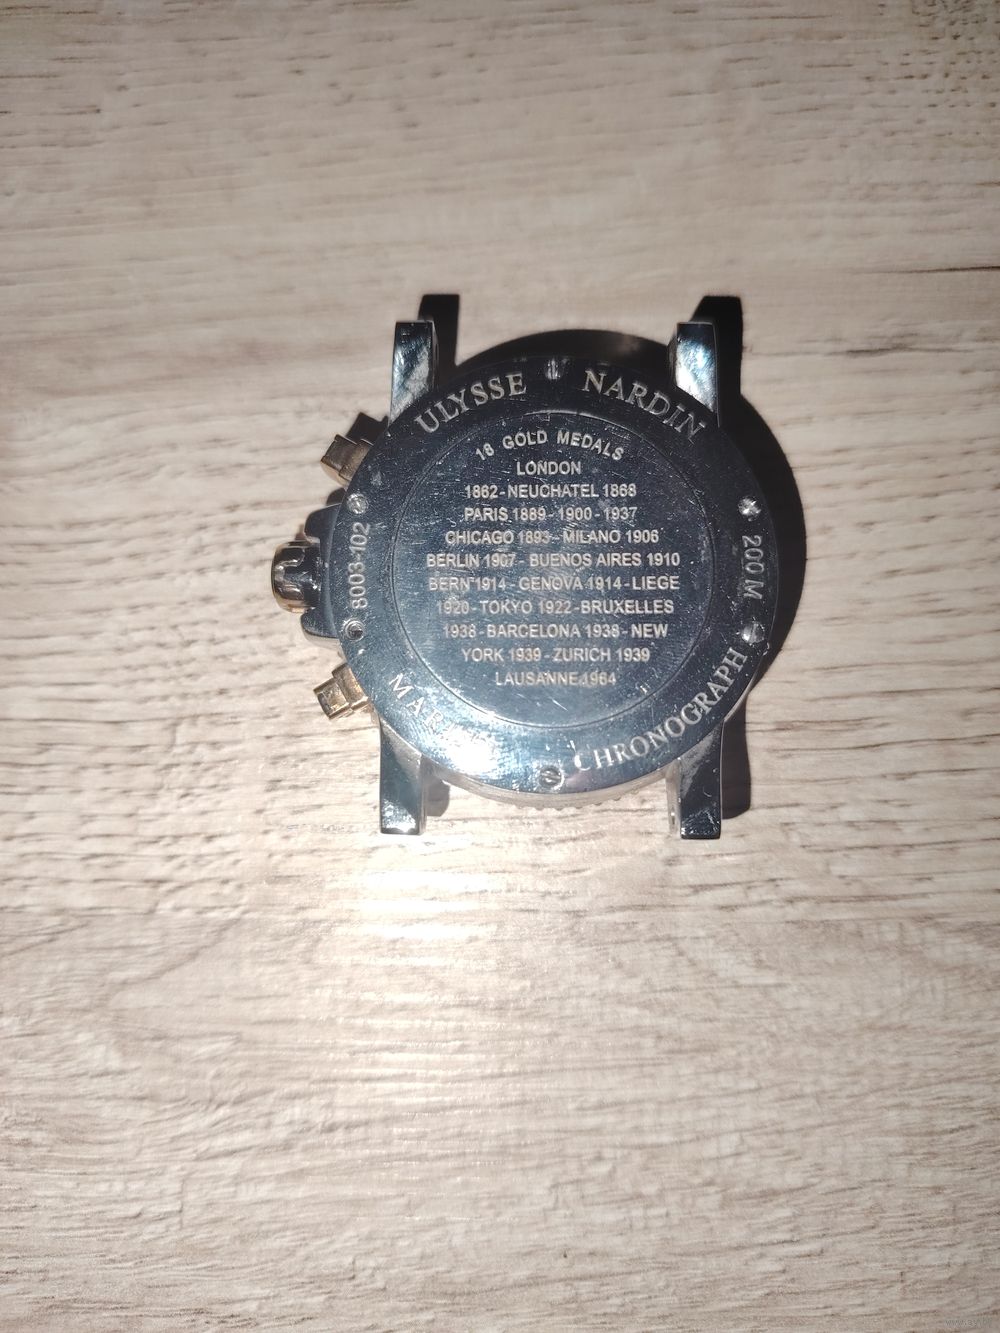 ULYSSE NARDIN
18 GOLD MEDALS
LONDON
1862 - NEUCHATEL 1868
PARIS 1889 - 1900 - 1937
CHICAGO 1893 - MILANO 1906
BERLIN 1907 - BUENOS AIRES 1910
BERN 1914 - GENOVA 1914 - LIEGE
1920 - TOKYO 1922 - BRUXELLES
1938 - BARCELONA 1938 - NEW
YORK 1939 - ZURICH 1939
LAUSANNE 1964
8003-102
200 M
CHRONOGRAPH